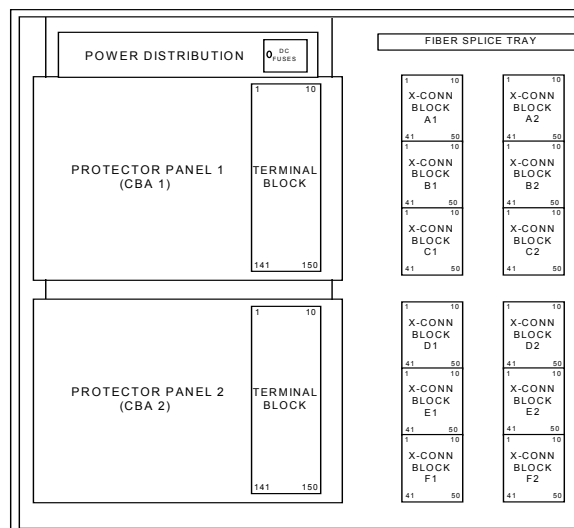 POWER DISTRIBUTION
0 DC
FUSES
FIBER SPLICE TRAY
PROTECTOR PANEL 1
(CBA 1)
1 10
TERMINAL
BLOCK
141 150
1 10
X-CONN
BLOCK
A1
41 50
1 10
X-CONN
BLOCK
A2
41 50
1 10
X-CONN
BLOCK
B1
41 50
1 10
X-CONN
BLOCK
B2
41 50
1 10
X-CONN
BLOCK
C1
41 50
1 10
X-CONN
BLOCK
C2
41 50
PROTECTOR PANEL 2
(CBA 2)
1 10
TERMINAL
BLOCK
141 150
1 10
X-CONN
BLOCK
D1
41 50
1 10
X-CONN
BLOCK
D2
41 50
1 10
X-CONN
BLOCK
E1
41 50
1 10
X-CONN
BLOCK
E2
41 50
1 10
X-CONN
BLOCK
F1
41 50
1 10
X-CONN
BLOCK
F2
41 50